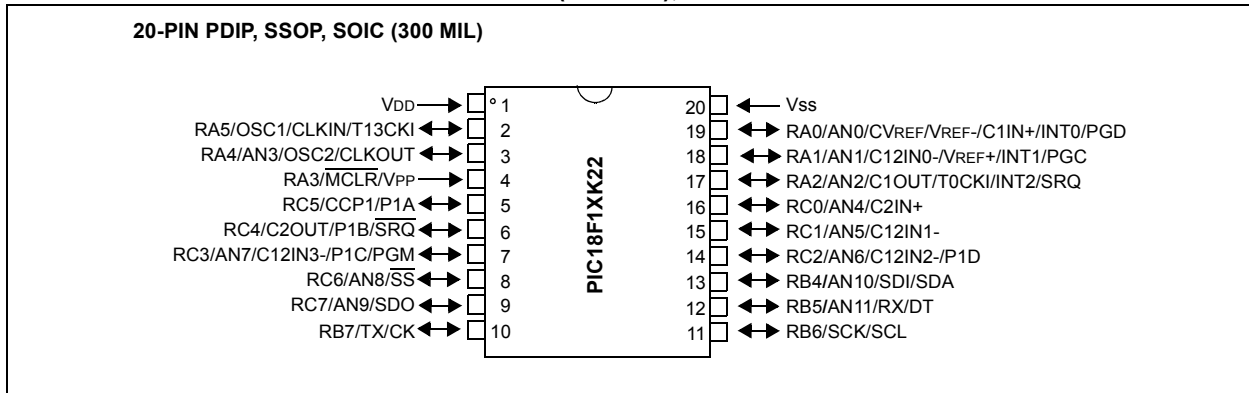 20-PIN PDIP, SSOP, SOIC (300 MIL)
VDD 1
RA5/OSC1/CLKIN/T13CKI 2
RA4/AN3/OSC2/CLKOUT 3
RA3/M̅C̅L̅R̅/VPP 4
RC5/CCP1/P1A 5
RC4/C2OUT/P1B/S̅R̅Q̅ 6
RC3/AN7/C12IN3-/P1C/PGM 7
RC6/AN8/S̅S̅ 8
RC7/AN9/SDO 9
RB7/TX/CK 10
PIC18F1XK22
20 Vss
19 RA0/AN0/CVREF/VREF-/C1IN+/INT0/PGD
18 RA1/AN1/C12IN0-/VREF+/INT1/PGC
17 RA2/AN2/C1OUT/T0CKI/INT2/SRQ
16 RC0/AN4/C2IN+
15 RC1/AN5/C12IN1-
14 RC2/AN6/C12IN2-/P1D
13 RB4/AN10/SDI/SDA
12 RB5/AN11/RX/DT
11 RB6/SCK/SCL